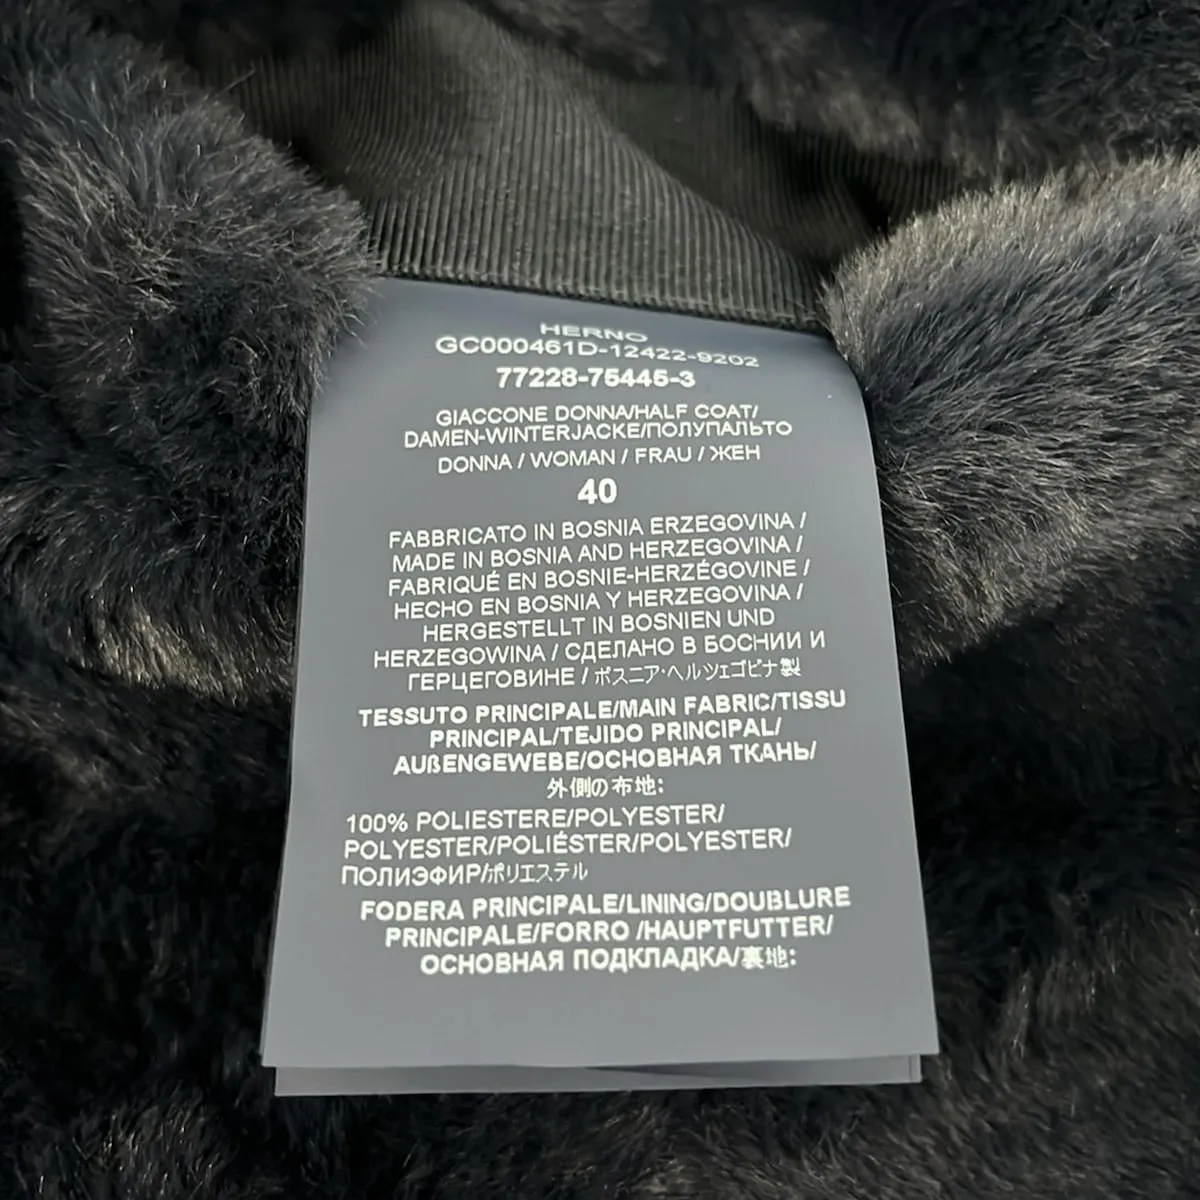 HERNO
GC000461D-12422-9202
77228-75445-3
GIACCONE DONNA/HALF COAT/
DAMEN-WINTERJACKE/ПОЛУПАЛЬТО
DONNA / WOMAN / FRAU / ЖЕН
40
FABBRICATO IN BOSNIA ERZEGOVINA /
MADE IN BOSNIA AND HERZEGOVINA /
FABRIQUÉ EN BOSNIE-HERZÉGOVINE /
HECHO EN BOSNIA Y HERZEGOVINA /
HERGESTELLT IN BOSNIEN UND
HERZEGOWINA / СДЕЛАНО В БОСНИИ И
ГЕРЦЕГОВИНЕ / ボスニア・ヘルツェゴビナ製
TESSUTO PRINCIPALE/MAIN FABRIC/TISSU
PRINCIPAL/TEJIDO PRINCIPAL/
AUßENGEWEBE/ОСНОВНАЯ ТКАНЬ/
外側の布地:
100% POLIESTERE/POLYESTER/
POLYESTER/POLIÉSTER/POLYESTER/
ПОЛИЭФИР/ポリエステル
FODERA PRINCIPALE/LINING/DOUBLURE
PRINCIPALE/FORRO /HAUPTFUTTER/
ОСНОВНАЯ ПОДКЛАДКА/裏地: